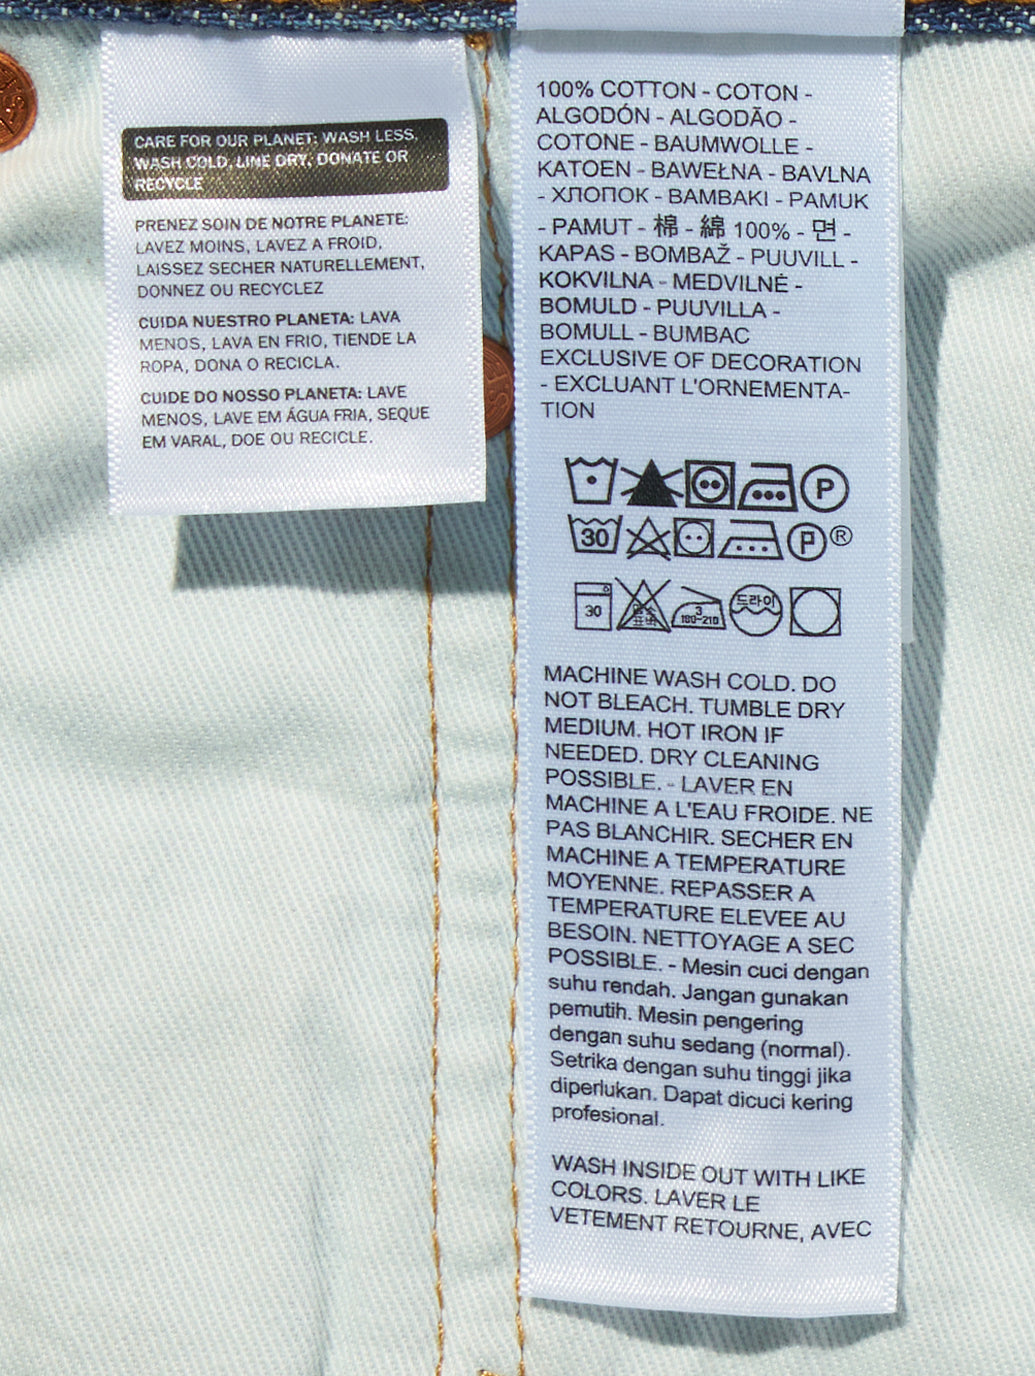 CARE FOR OUR PLANET: WASH LESS,
WASH COLD, LINE DRY, DONATE OR
RECYCLE
PRENEZ SOIN DE NOTRE PLANETE:
LAVEZ MOINS, LAVEZ A FROID,
LAISSEZ SECHER NATURELLEMENT,
DONNEZ OU RECYCLEZ
CUIDA NUESTRO PLANETA: LAVA
MENOS, LAVA EN FRIO, TIENDE LA
ROPA, DONA O RECICLA.
CUIDE DO NOSSO PLANETA: LAVE
MENOS, LAVE EM ÁGUA FRIA, SEQUE
EM VARAL, DOE OU RECICLE.
100% COTTON - COTON -
ALGODÓN - ALGODÃO -
COTONE - BAUMWOLLE -
KATOEN - BAWEŁNA - BAVLNA
- ХЛОПОК - BAMBAKI - PAMUK
- PAMUT - 棉 - 綿 100% - 면 -
KAPAS - BOMBAŽ - PUUVILL -
KOKVILNA - MEDVILNĖ -
BOMULD - PUUVILLA -
BOMULL - BUMBAC
EXCLUSIVE OF DECORATION
- EXCLUANT L'ORNEMENTA-
TION
P
30 P ®
30 3 180~210 드라이
MACHINE WASH COLD. DO
NOT BLEACH. TUMBLE DRY
MEDIUM. HOT IRON IF
NEEDED. DRY CLEANING
POSSIBLE. - LAVER EN
MACHINE A L'EAU FROIDE. NE
PAS BLANCHIR. SECHER EN
MACHINE A TEMPERATURE
MOYENNE. REPASSER A
TEMPERATURE ELEVEE AU
BESOIN. NETTOYAGE A SEC
POSSIBLE. - Mesin cuci dengan
suhu rendah. Jangan gunakan
pemutih. Mesin pengering
dengan suhu sedang (normal).
Setrika dengan suhu tinggi jika
diperlukan. Dapat dicuci kering
profesional.
WASH INSIDE OUT WITH LIKE
COLORS. LAVER LE
VETEMENT RETOURNE, AVEC